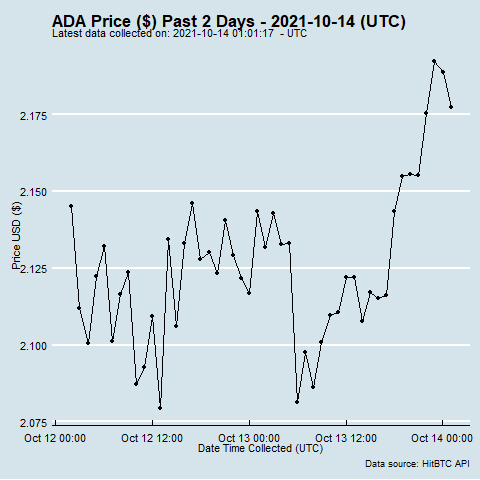 ADA Price ($) Past 2 Days - 2021-10-14 (UTC)
Latest data collected on: 2021-10-14 01:01:17  - UTC
2.175
2.150
2.125
2.100
2.075
Price USD ($)
Oct 12 00:00 Oct 12 12:00 Oct 13 00:00 Oct 13 12:00 Oct 14 00:00
Date Time Collected (UTC)
Data source: HitBTC API